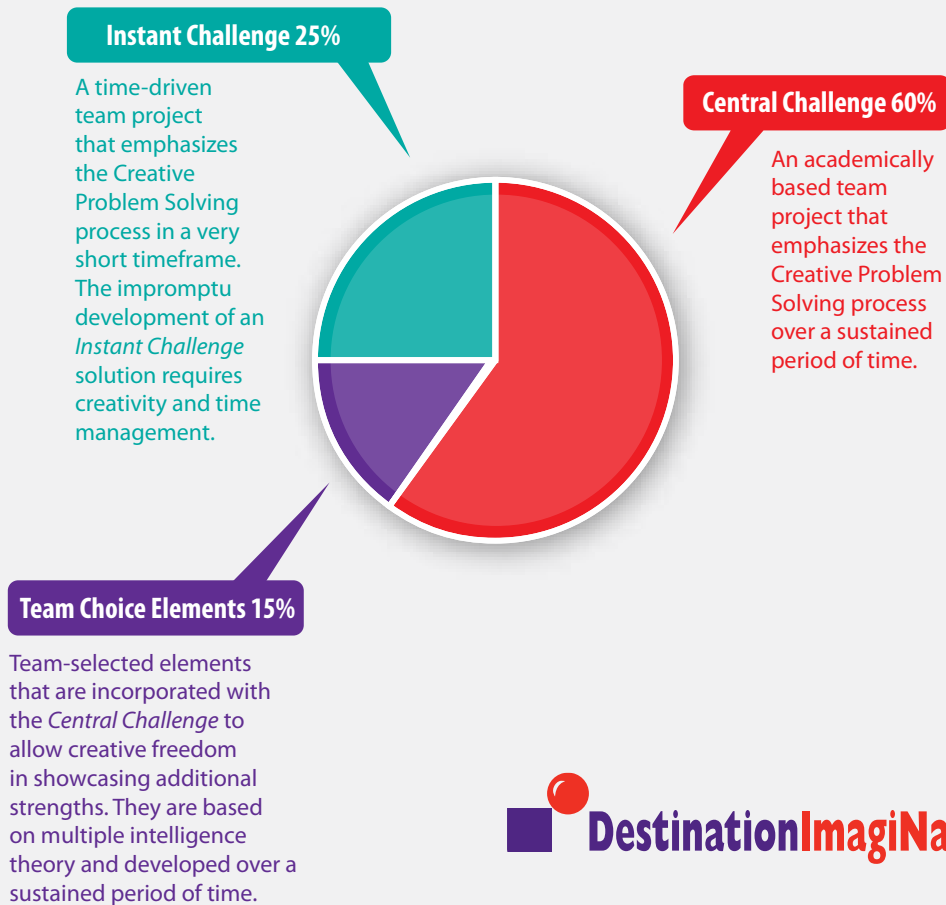 Instant Challenge 25%
A time-driven
team project
that emphasizes
the Creative
Problem Solving
process in a very
short timeframe.
The impromptu
development of an
Instant Challenge
solution requires
creativity and time
management.
Central Challenge 60%
An academically
based team
project that
emphasizes the
Creative Problem
Solving process
over a sustained
period of time.
Team Choice Elements 15%
Team-selected elements
that are incorporated with
the Central Challenge to
allow creative freedom
in showcasing additional
strengths. They are based
on multiple intelligence
theory and developed over a
sustained period of time.
DestinationImagiNa